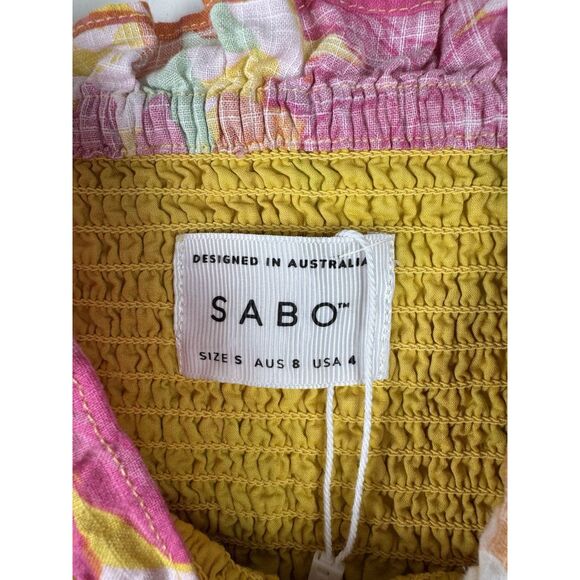 DESIGNED IN AUSTRALIA
SABO™
SIZE S AUS 8 USA 4